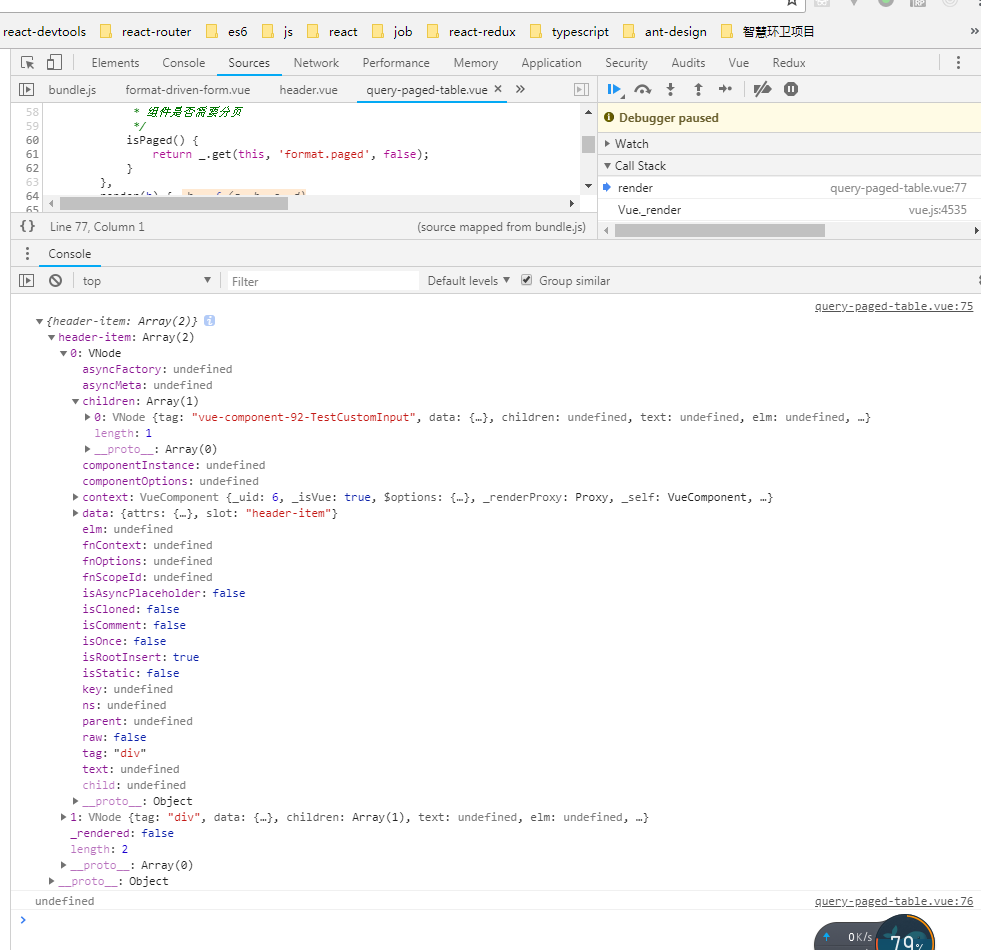 react-devtools react-router es6 js react job react-redux typescript ant-design 智慧环卫项目 »
Elements Console Sources Network Performance Memory Application Security Audits Vue Redux
bundle.js format-driven-form.vue header.vue query-paged-table.vue × »
58 * 组件是否需要分页
59 */
60 isPaged() {
61 return _.get(this, 'format.paged', false);
62 }
63 },
64
65
{} Line 77, Column 1 (source mapped from bundle.js)
Debugger paused
Watch
Call Stack
render query-paged-table.vue:77
Vue._render vue.js:4535
Console
top Filter Default levels Group similar
query-paged-table.vue:75
{header-item: Array(2)}
header-item: Array(2)
0: VNode
asyncFactory: undefined
asyncMeta: undefined
children: Array(1)
0: VNode {tag: "vue-component-92-TestCustomInput", data: {…}, children: undefined, text: undefined, elm: undefined, …}
length: 1
__proto__: Array(0)
componentInstance: undefined
componentOptions: undefined
context: VueComponent {_uid: 6, _isVue: true, $options: {…}, _renderProxy: Proxy, _self: VueComponent, …}
data: {attrs: {…}, slot: "header-item"}
elm: undefined
fnContext: undefined
fnOptions: undefined
fnScopeId: undefined
isAsyncPlaceholder: false
isCloned: false
isComment: false
isOnce: false
isRootInsert: true
isStatic: false
key: undefined
ns: undefined
parent: undefined
raw: false
tag: "div"
text: undefined
child: undefined
__proto__: Object
1: VNode {tag: "div", data: {…}, children: Array(1), text: undefined, elm: undefined, …}
_rendered: false
length: 2
__proto__: Array(0)
__proto__: Object
undefined query-paged-table.vue:76
0K/s
79%